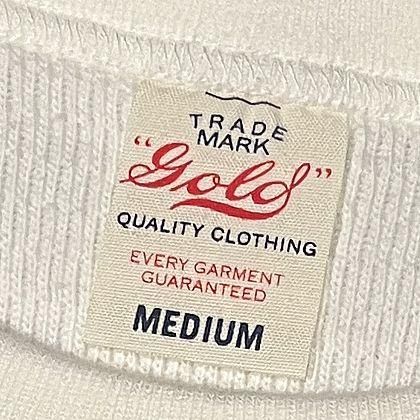 TRADE
MARK
"Gold"
QUALITY CLOTHING
EVERY GARMENT
GUARANTEED
MEDIUM